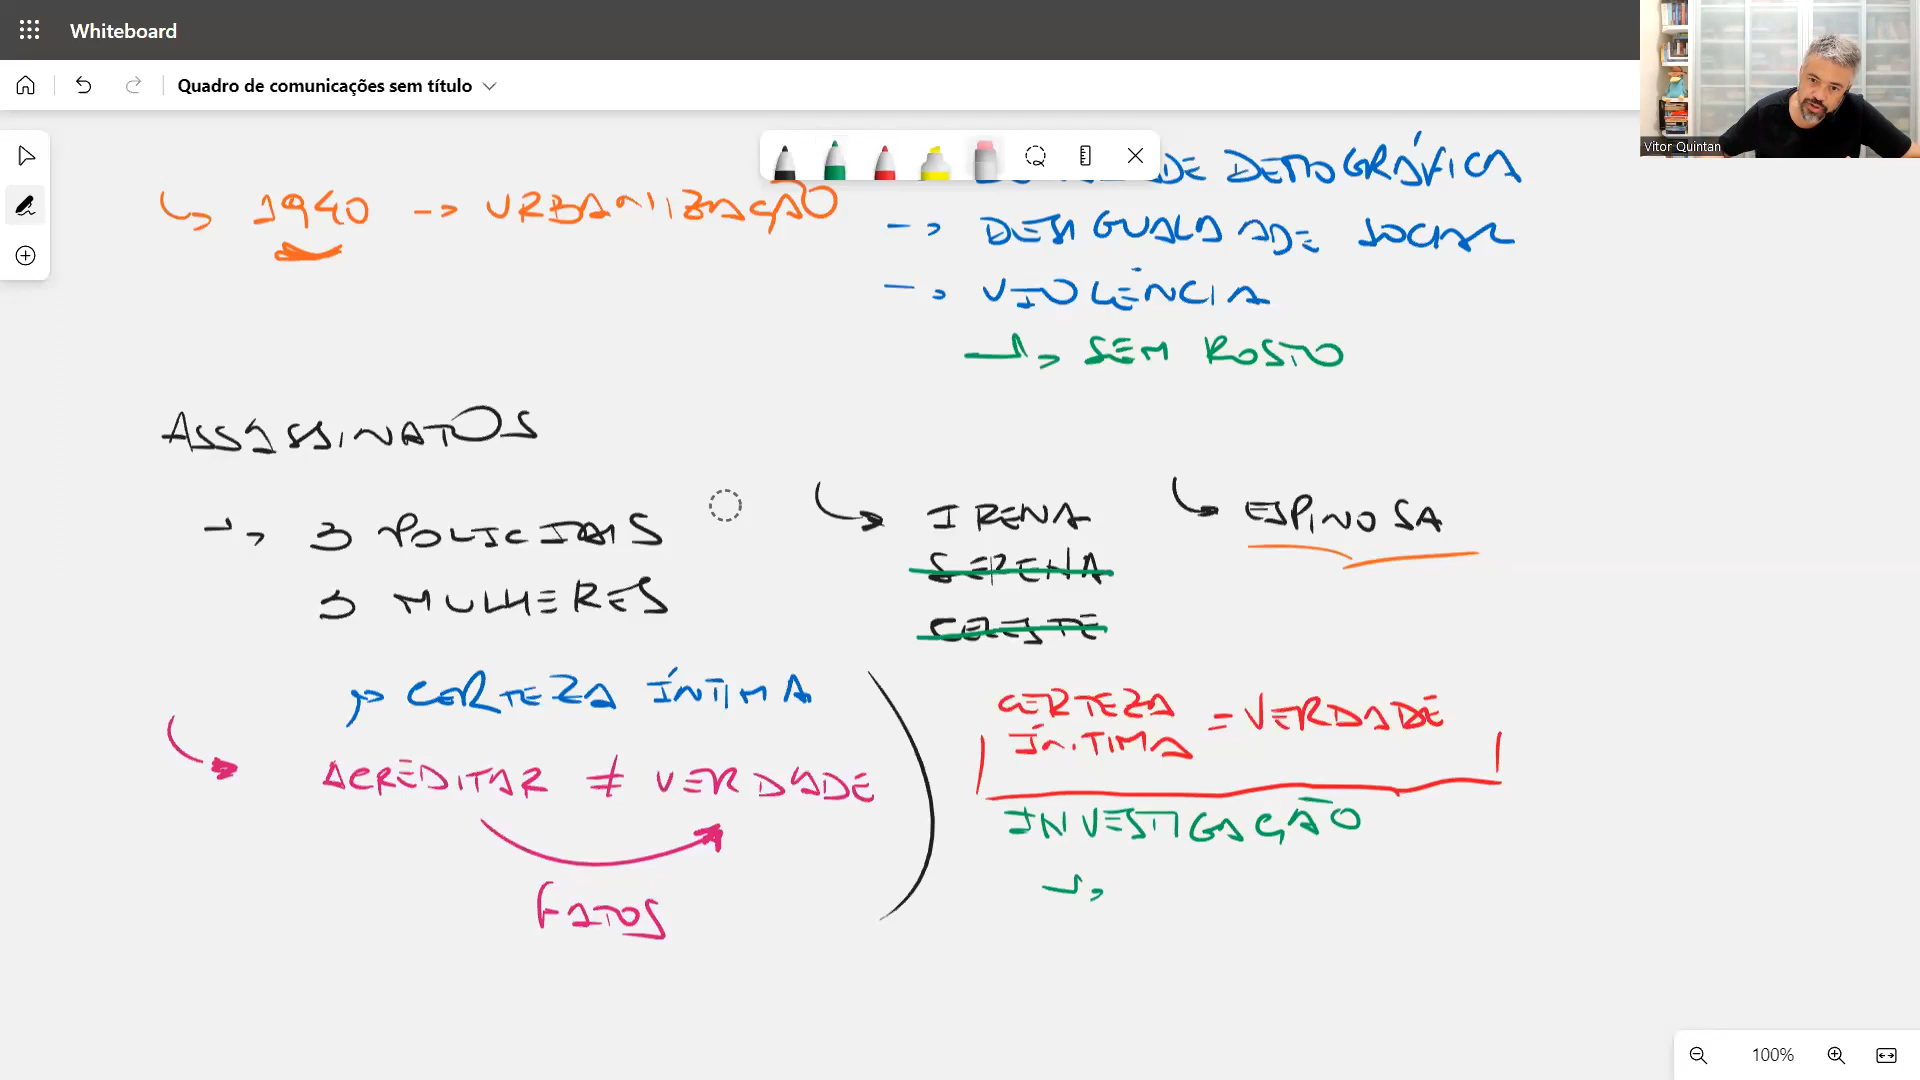 Whiteboard
Quadro de comunicações sem título
Vitor Quintan
DE DEMOGRÁFICA
↳ 1940 -> URBANIZAÇÃO
-> DESIGUALDADE SOCIAL
-> VIOLÊNCIA
-> SEM ROSTO
ASSASSINATOS
-> 3 POLICIAIS
3 MULHERES
↳ IRENA
SERENA
CELESTE
↳ ESPINOSA
-> CERTEZA ÍNTIMA
↳ ACREDITAR ≠ VERDADE
FATOS
CERTEZA ÍNTIMA = VERDADE
INVESTIGAÇÃO
->
100%